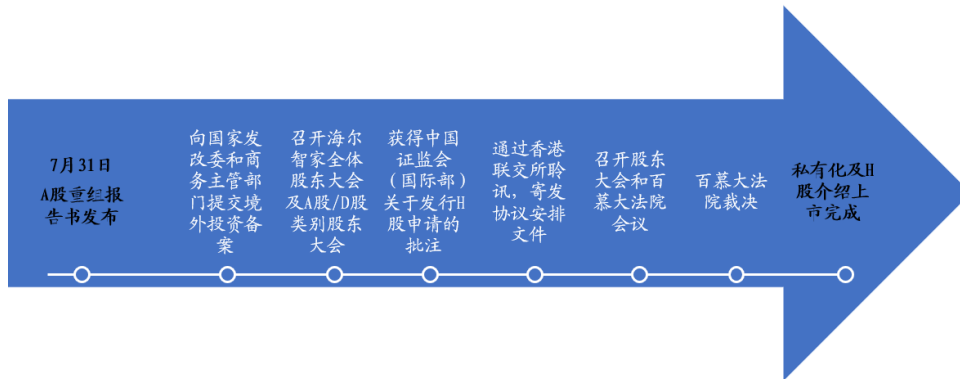 7月31日
A股重组报
告书发布
向国家发
改委和商
务主管部
门提交境
外投资备
案
召开海尔
智家全体
股东大会
及A股/D股
类别股东
大会
获得中国
证监会
（国际部）
关于发行H
股申请的
批注
通过香港
联交所聆
讯，寄发
协议安排
文件
召开股东
大会和百
慕大法院
会议
百慕大法
院裁决
私有化及H
股介绍上
市完成